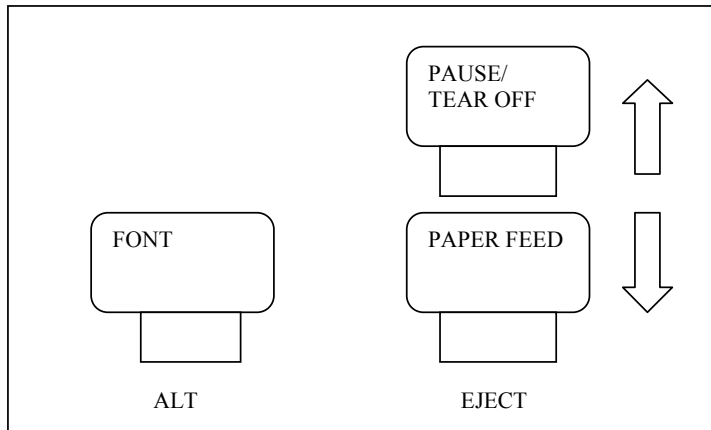 PAUSE/
TEAR OFF
FONT
PAPER FEED
ALT
EJECT